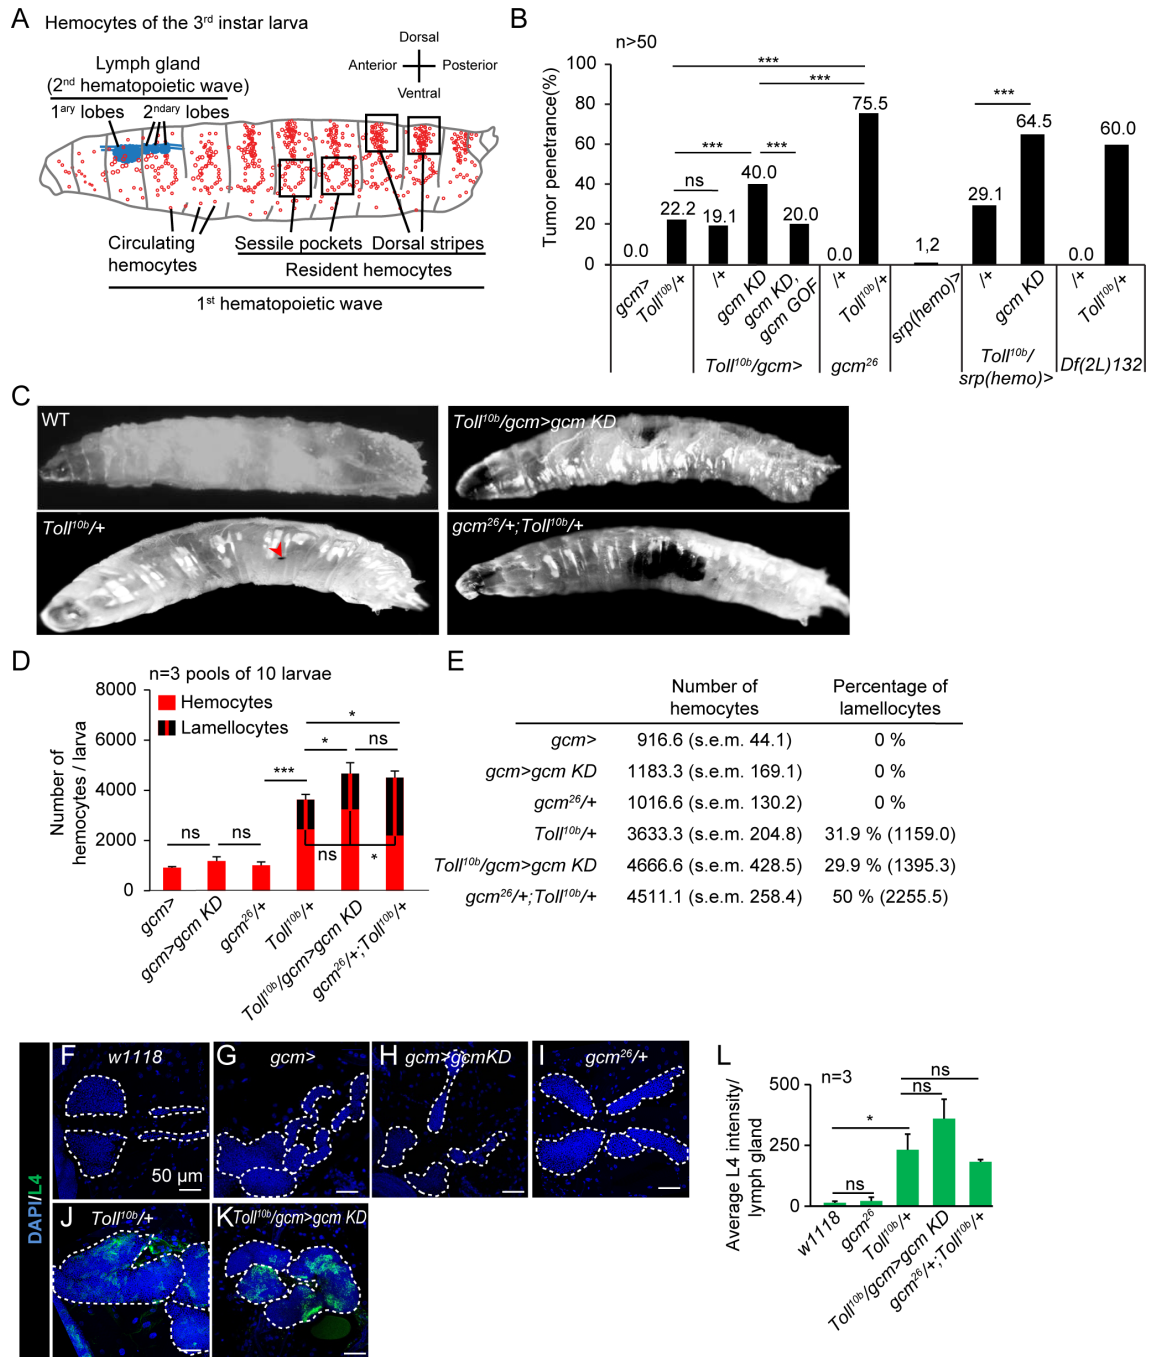 A
Hemocytes of the 3rd instar larva
Dorsal
Anterior
Posterior
Ventral
Lymph gland
(2nd hematopoietic wave)
1ary lobes
2ndary lobes
Circulating
hemocytes
Sessile pockets
Dorsal stripes
Resident hemocytes
1st hematopoietic wave
B
n>50
Tumor penetrance(%)
100
80
60
40
20
0
***
***
***
***
ns
***
0.0
22.2
19.1
40.0
20.0
0.0
75.5
1,2
29.1
64.5
0.0
60.0
gcm>
Toll10b/+
/+
gcm KD
gcm KD,
gcm GOF
/+
Toll10b/+
srp(hemo)>
/+
gcm KD
/+
Toll10b/+
Toll10b/gcm>
gcm26
Toll10b/
srp(hemo)>
Df(2L)132
C
WT
Toll10b/gcm>gcm KD
Toll10b/+
gcm26/+;Toll10b/+
D
n=3 pools of 10 larvae
Number of
hemocytes / larva
8000
6000
4000
2000
0
Hemocytes
Lamellocytes
*
*
ns
***
ns
ns
ns
*
gcm>
gcm>gcm KD
gcm26/+
Toll10b/+
Toll10b/gcm>gcm KD
gcm26/+;Toll10b/+
E
Number of
hemocytes
Percentage of
lamellocytes
gcm> 916.6 (s.e.m. 44.1) 0 %
gcm>gcm KD 1183.3 (s.e.m. 169.1) 0 %
gcm26/+ 1016.6 (s.e.m. 130.2) 0 %
Toll10b/+ 3633.3 (s.e.m. 204.8) 31.9 % (1159.0)
Toll10b/gcm>gcm KD 4666.6 (s.e.m. 428.5) 29.9 % (1395.3)
gcm26/+;Toll10b/+ 4511.1 (s.e.m. 258.4) 50 % (2255.5)
DAPI/L4
F
w1118
50 µm
G
gcm>
H
gcm>gcmKD
I
gcm26/+
J
Toll10b/+
K
Toll10b/gcm>gcm KD
L
n=3
Average L4 intensity/
lymph gland
500
250
0
ns
ns
*
ns
w1118
gcm26
Toll10b/+
Toll10b/gcm>gcm KD
gcm26/+;Toll10b/+